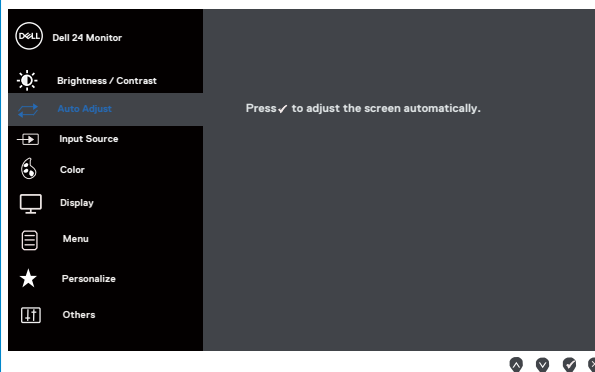 DELL
Dell 24 Monitor
Brightness / Contrast
Auto Adjust
Press ✓ to adjust the screen automatically.
Input Source
Color
Display
Menu
Personalize
Others